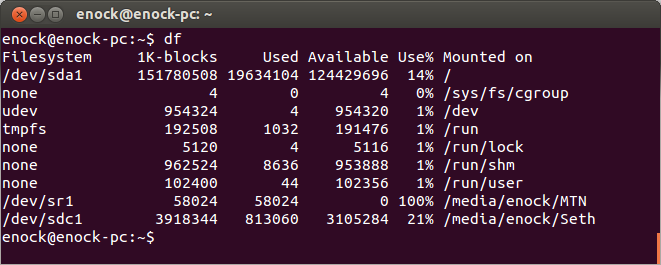 enock@enock-pc: ~
enock@enock-pc:~$ df
Filesystem     1K-blocks     Used Available Use% Mounted on
/dev/sda1      151780508 19634104 124429696  14% /
none                   4        0         4   0% /sys/fs/cgroup
udev              954324        4    954320   1% /dev
tmpfs             192508     1032    191476   1% /run
none                5120        4      5116   1% /run/lock
none              962524     8636    953888   1% /run/shm
none              102400       44    102356   1% /run/user
/dev/sr1           58024    58024         0 100% /media/enock/MTN
/dev/sdc1        3918344   813060   3105284  21% /media/enock/Seth
enock@enock-pc:~$